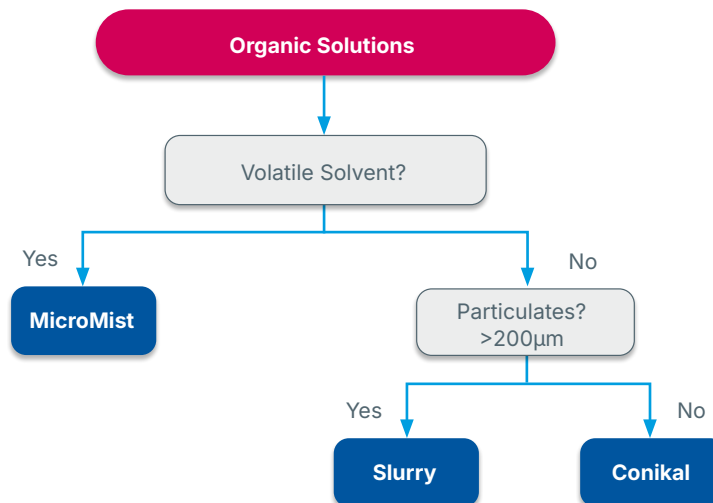 Organic Solutions
Volatile Solvent?
Yes
No
MicroMist
Particulates?
>200µm
Yes
No
Slurry
Conikal